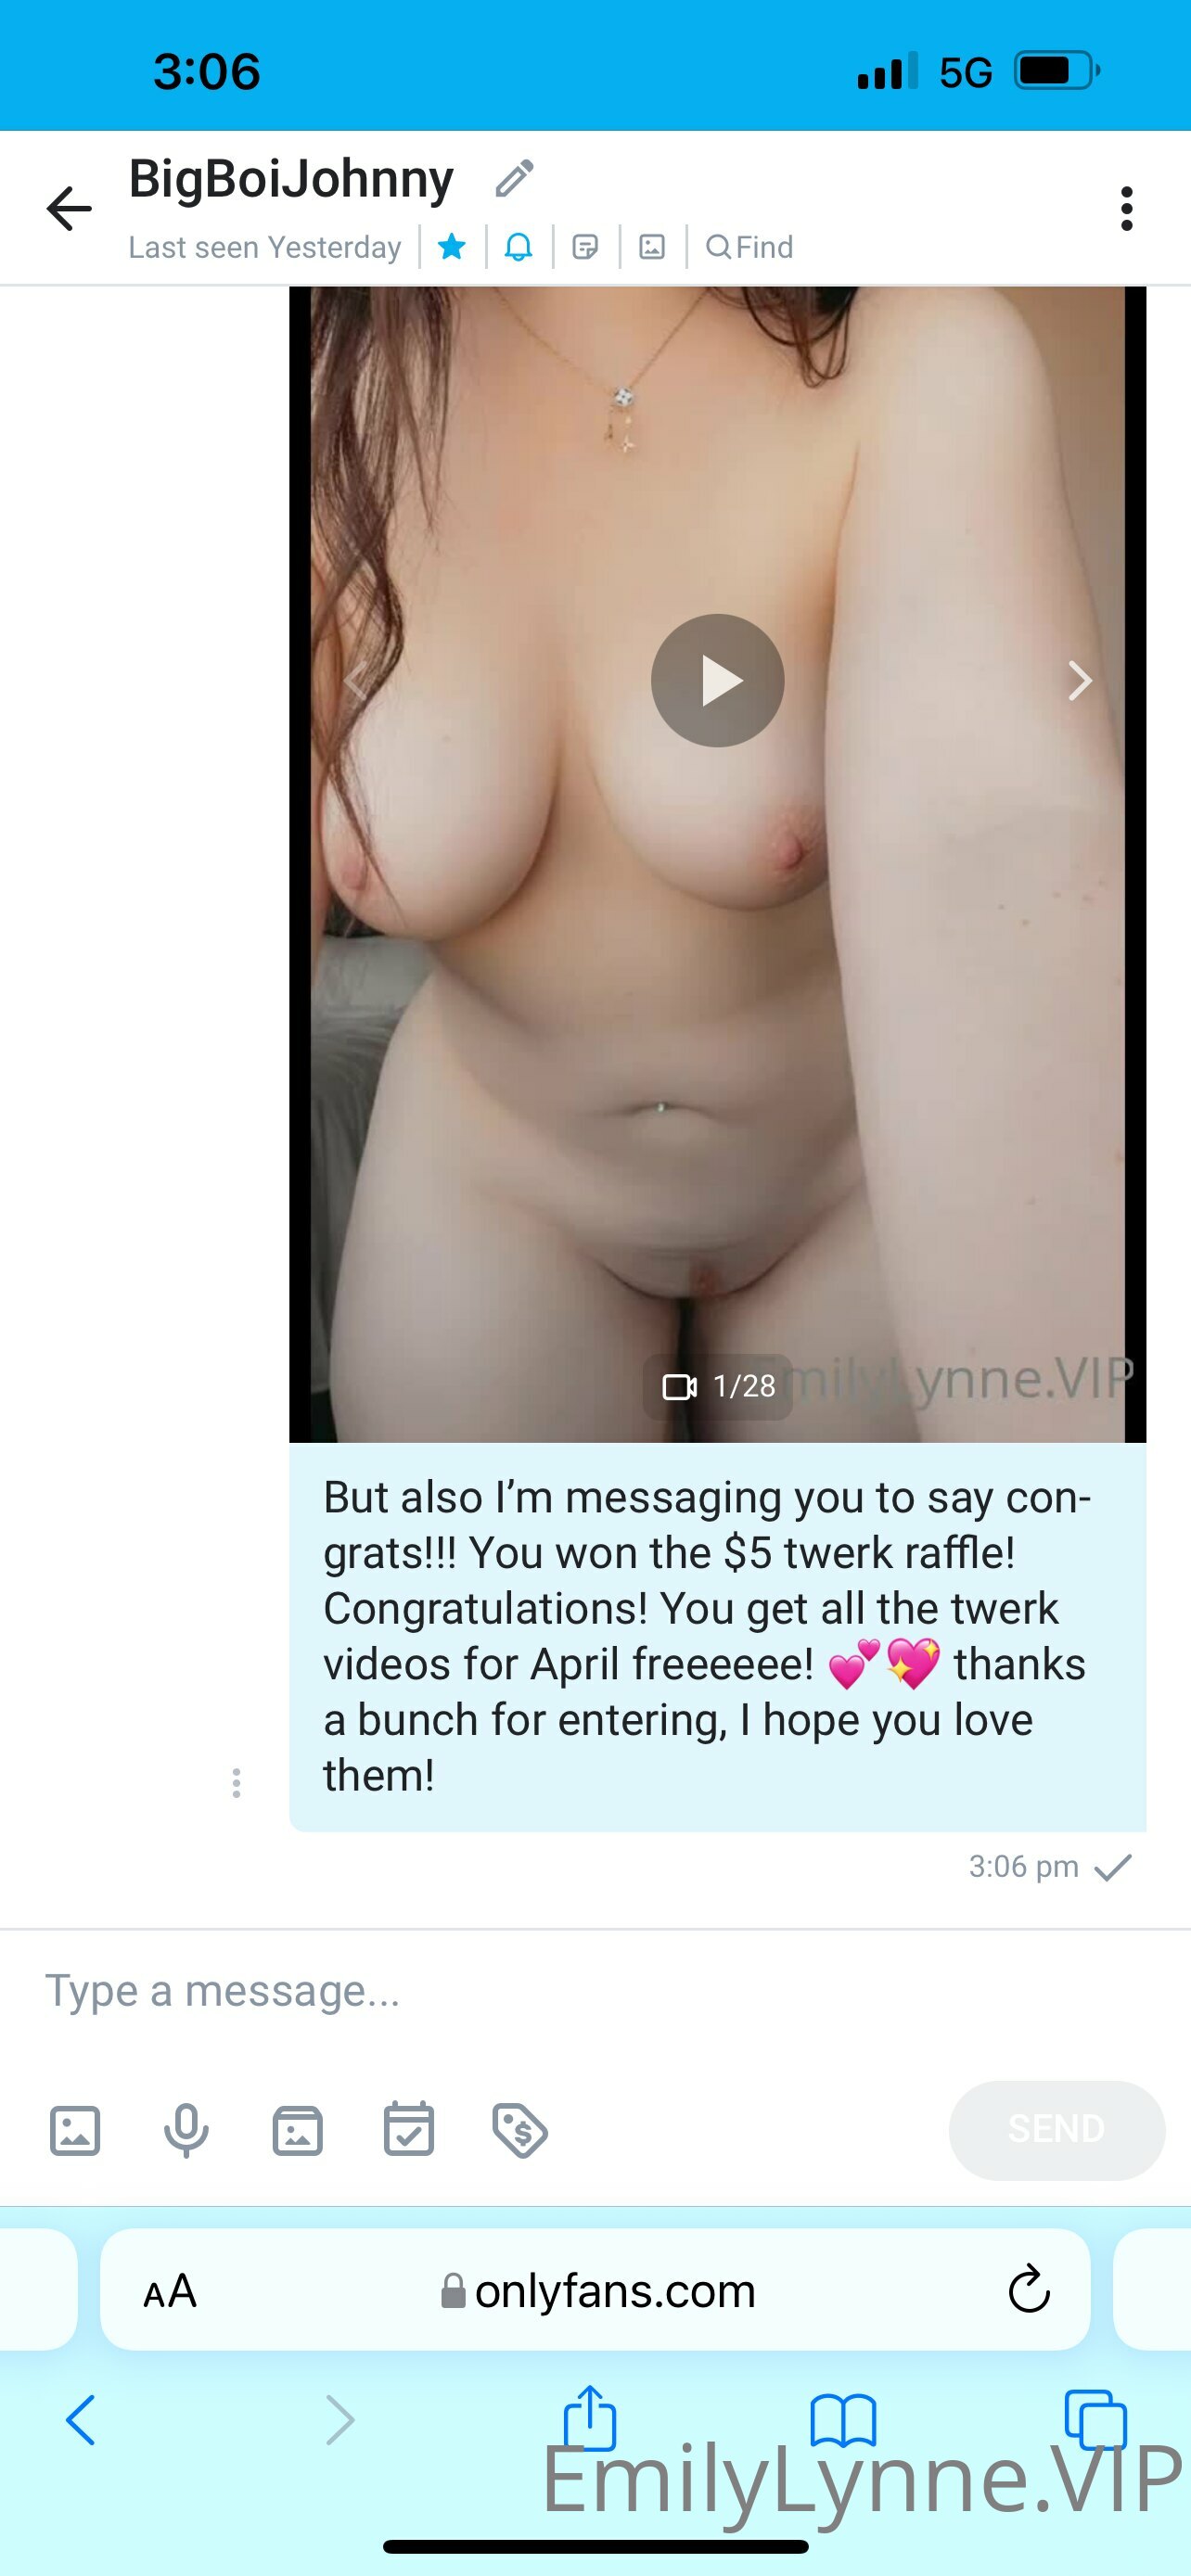 3:06
5G
BigBoiJohnny
Last seen Yesterday
Find
1/28
EmilyLynne.VIP
But also I’m messaging you to say con-
grats!!! You won the $5 twerk raffle!
Congratulations! You get all the twerk
videos for April freeeeee! 💕💖 thanks
a bunch for entering, I hope you love
them!
3:06 pm
Type a message...
SEND
AA
onlyfans.com
EmilyLynne.VIP